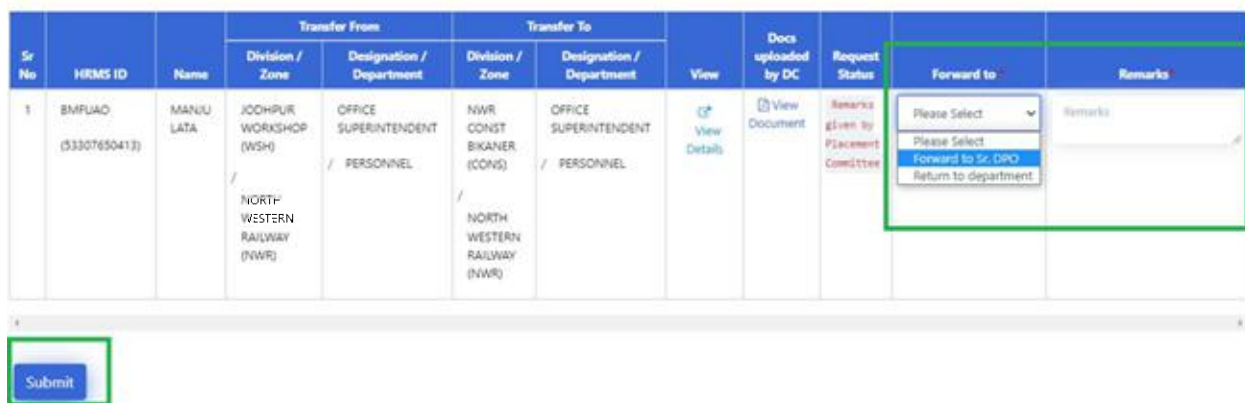 Sr No
HRMS ID
Name
Transfer From
Division / Zone
Designation / Department
Transfer To
Division / Zone
Designation / Department
View
Docs uploaded by DC
Request Status
Forward to *
Remarks *
1
BMFUAO
(53307650413)
MANJU
LATA
JODHPUR
WORKSHOP
(WSH)
/
NORTH
WESTERN
RAILWAY
(NWR)
OFFICE
SUPERINTENDENT
/ PERSONNEL
NWR
CONST
BIKANER
(CONS)
/
NORTH
WESTERN
RAILWAY
(NWR)
OFFICE
SUPERINTENDENT
/ PERSONNEL
View
Details
View
Document
Remarks
given by
Placement
Committee
Please Select
Please Select
Forward to Sr. DPO
Return to department
Remarks
Submit